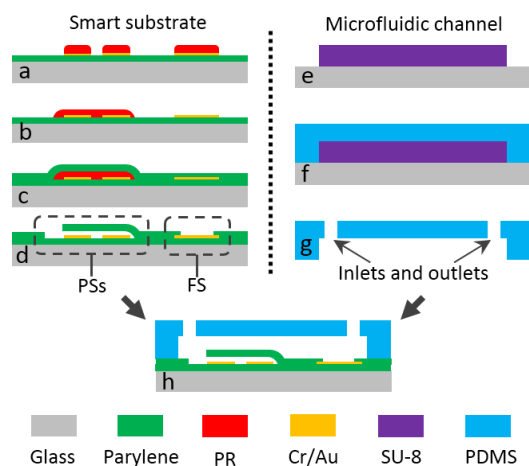 Smart substrate
Microfluidic channel
a
e
b
f
c
d
g
PSs
FS
Inlets and outlets
h
Glass
Parylene
PR
Cr/Au
SU-8
PDMS